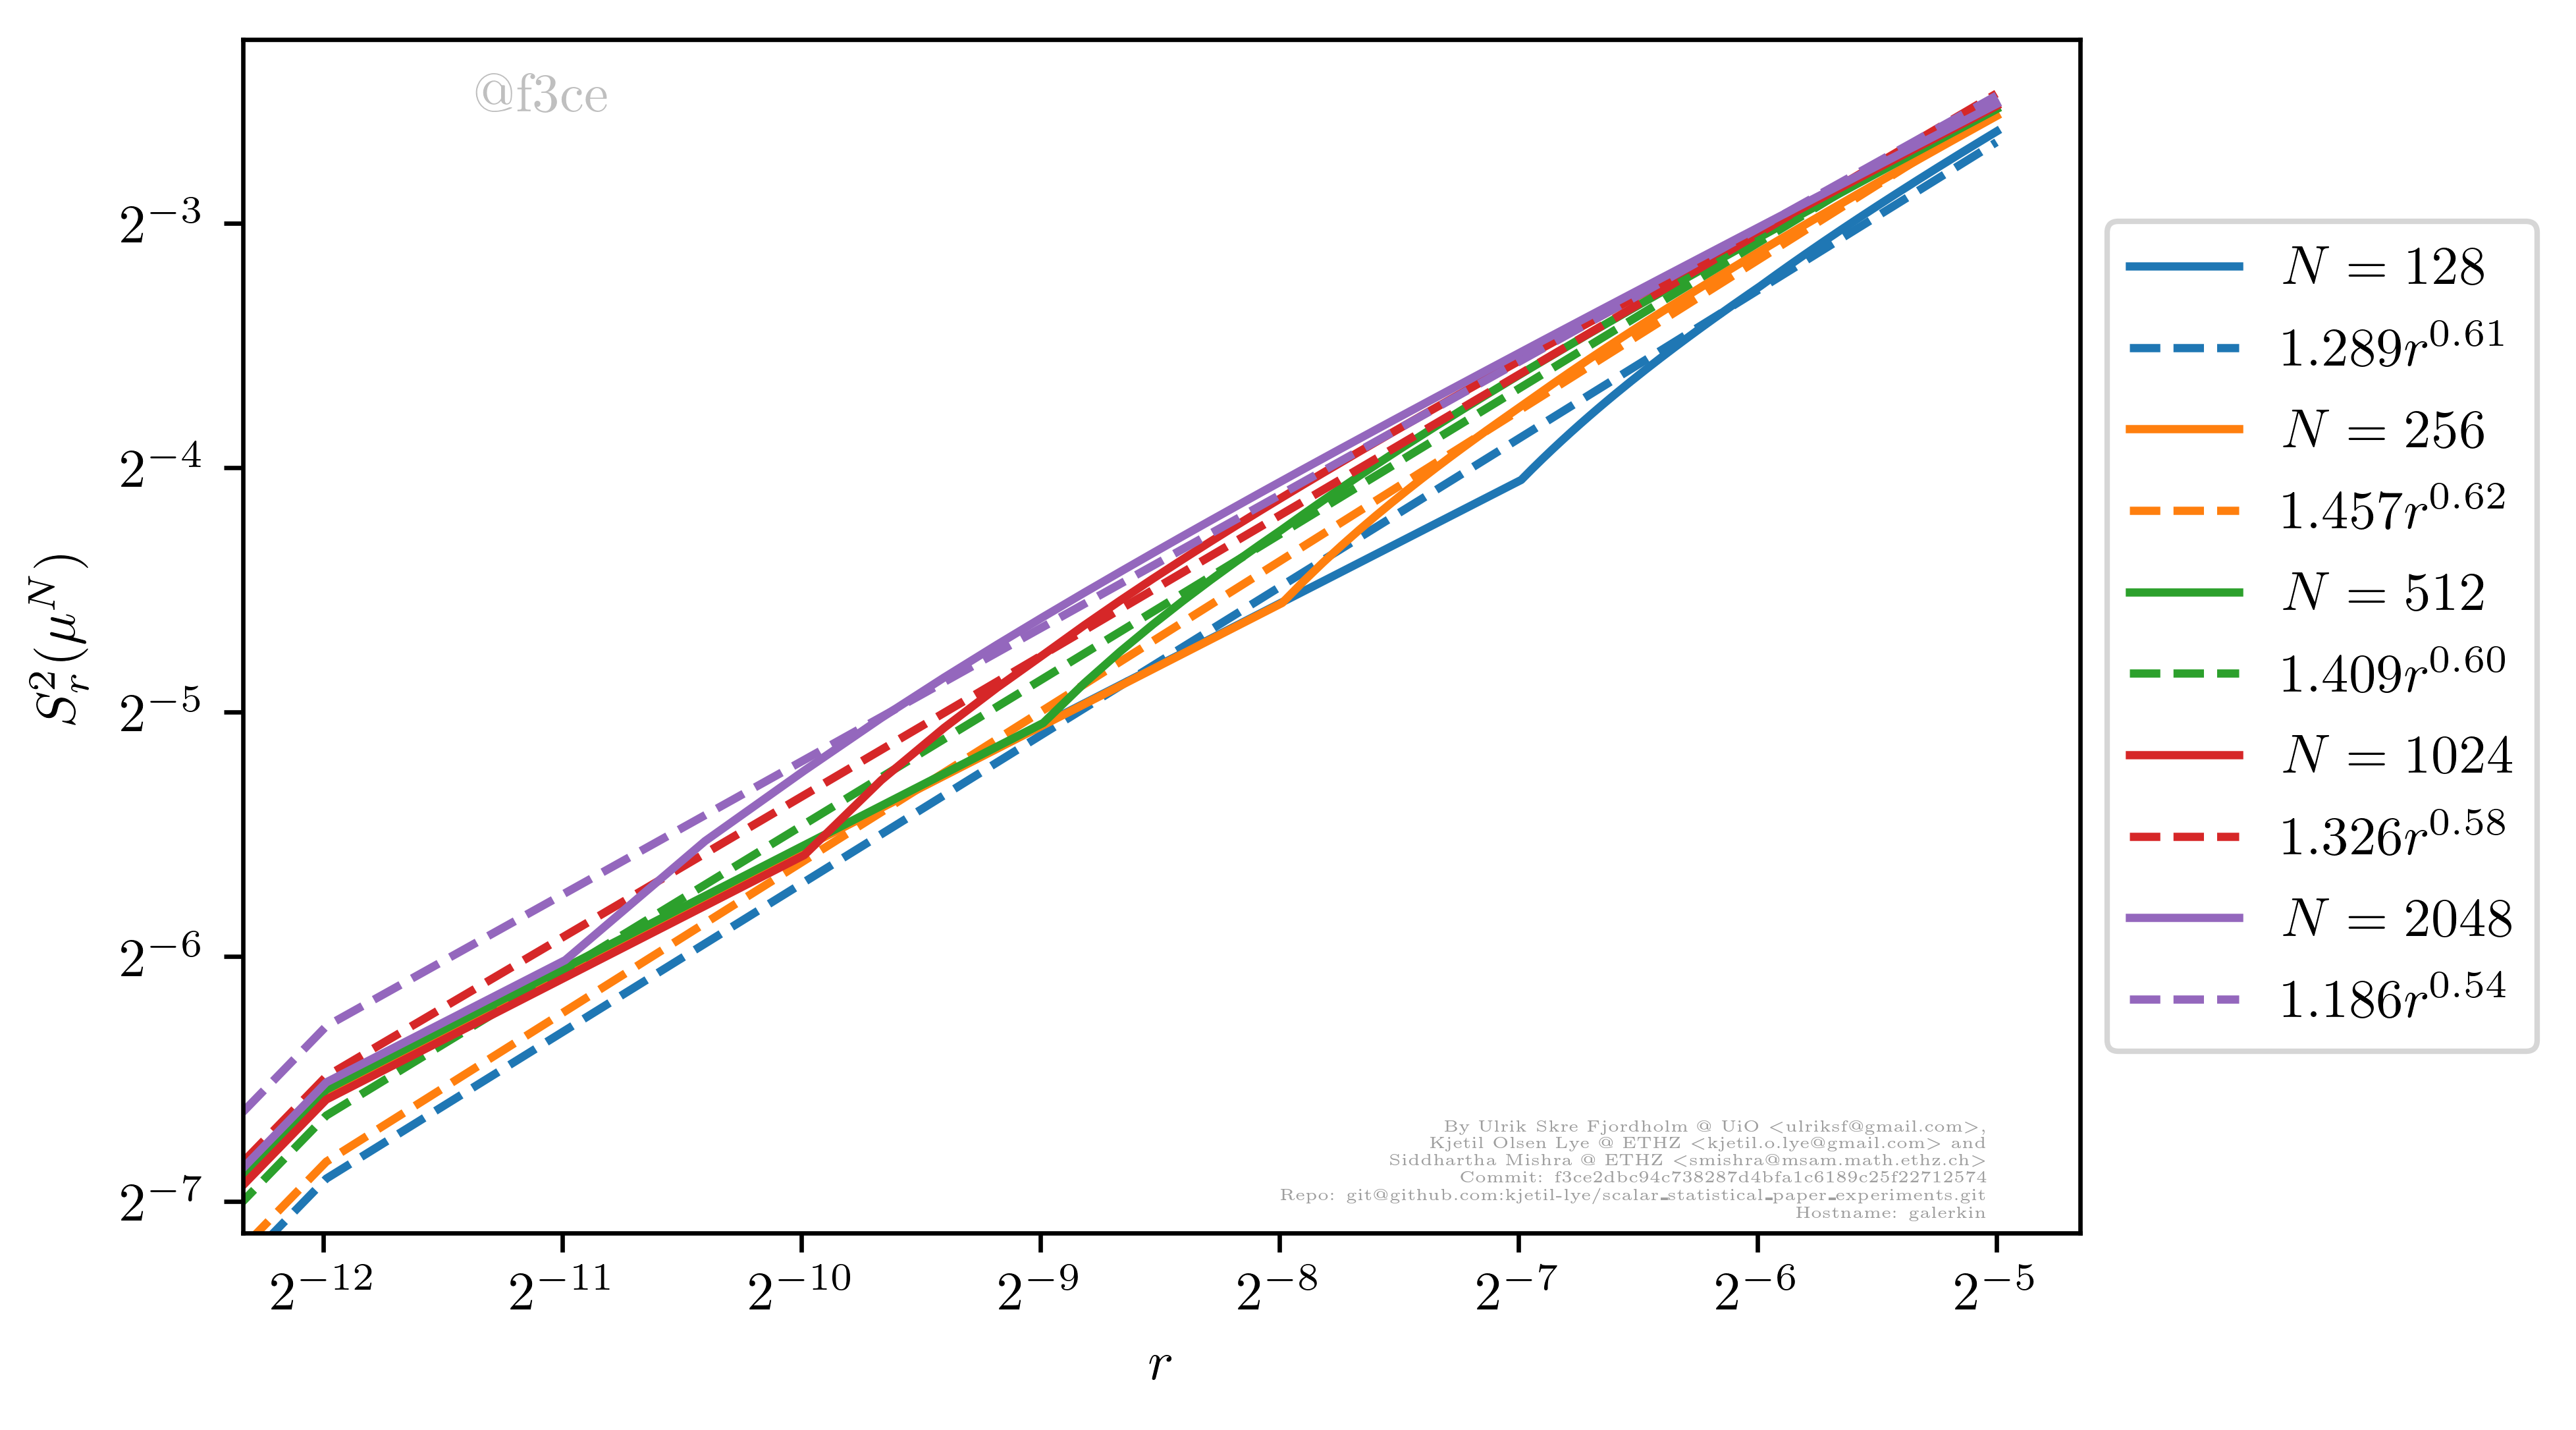 @f3ce
2^{-3}
2^{-4}
2^{-5}
2^{-6}
2^{-7}
S_r^2(μ^N)
2^{-12} 2^{-11} 2^{-10} 2^{-9} 2^{-8} 2^{-7} 2^{-6} 2^{-5}
r
N = 128
1.289r^{0.61}
N = 256
1.457r^{0.62}
N = 512
1.409r^{0.60}
N = 1024
1.326r^{0.58}
N = 2048
1.186r^{0.54}
By Ulrik Skre Fjordholm @ UiO <ulriksf@gmail.com>,
Kjetil Olsen Lye @ ETHZ <kjetil.o.lye@gmail.com> and
Siddhartha Mishra @ ETHZ <smishra@msam.math.ethz.ch>
Commit: f3ce2dbc94c738287d4bfa1c6189c25f22712574
Repo: git@github.com:kjetil-lye/scalar_statistical_paper_experiments.git
Hostname: galerkin